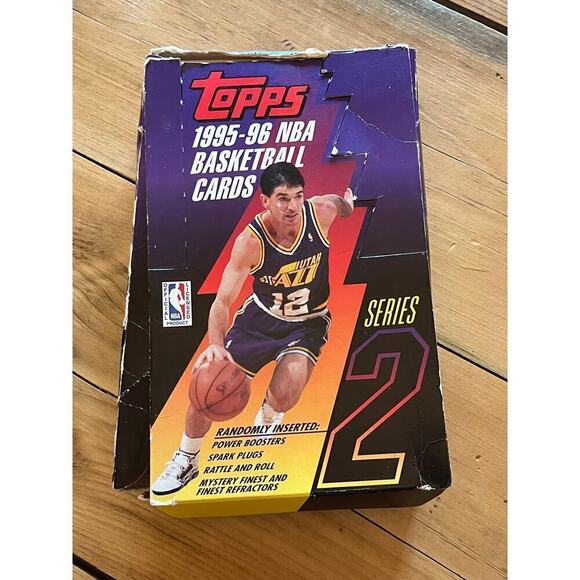 TOPPS
1995-96 NBA
BASKETBALL
CARDS
UTAH
JAZZ
12
OFFICIAL
LICENSED
NBA
PRODUCT
SERIES
2
RANDOMLY INSERTED:
POWER BOOSTERS
SPARK PLUGS
RATTLE AND ROLL
MYSTERY FINEST AND
FINEST REFRACTORS